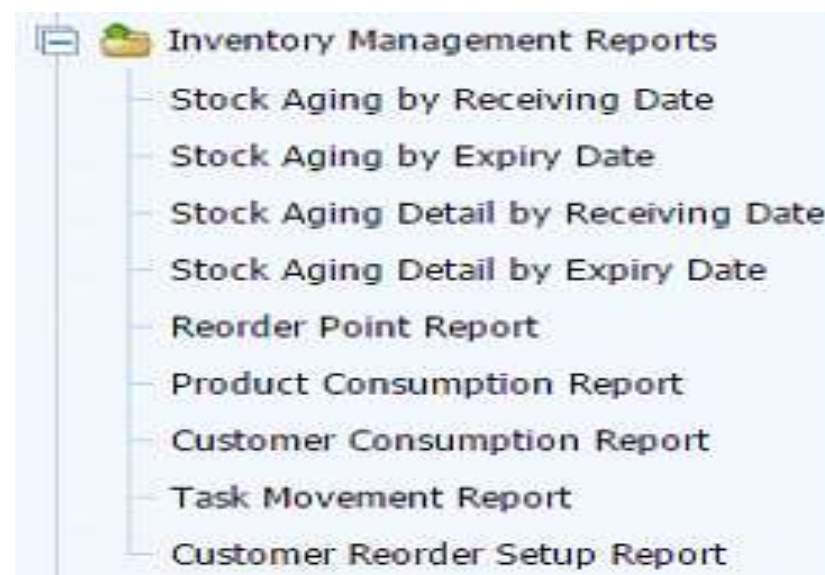 Inventory Management Reports
Stock Aging by Receiving Date
Stock Aging by Expiry Date
Stock Aging Detail by Receiving Date
Stock Aging Detail by Expiry Date
Reorder Point Report
Product Consumption Report
Customer Consumption Report
Task Movement Report
Customer Reorder Setup Report